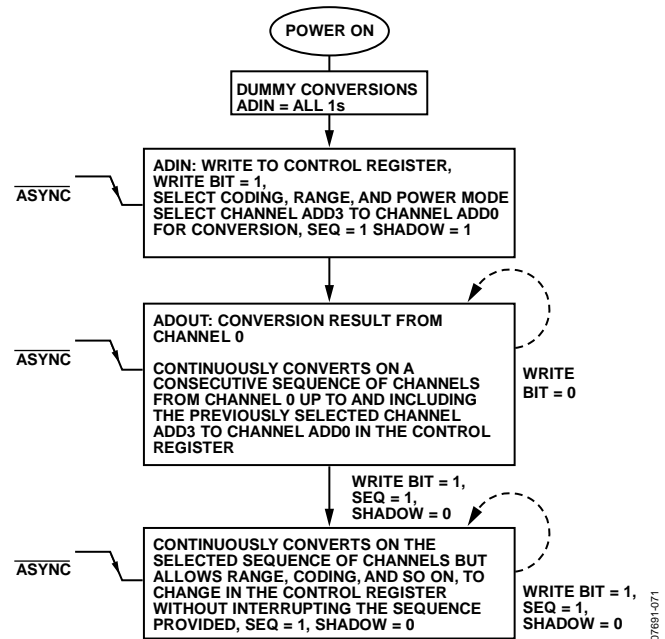 POWER ON
DUMMY CONVERSIONS
ADIN = ALL 1s
ASYNC
ADIN: WRITE TO CONTROL REGISTER,
WRITE BIT = 1,
SELECT CODING, RANGE, AND POWER MODE
SELECT CHANNEL ADD3 TO CHANNEL ADD0
FOR CONVERSION, SEQ = 1 SHADOW = 1
ASYNC
ADOUT: CONVERSION RESULT FROM
CHANNEL 0
CONTINUOUSLY CONVERTS ON A
CONSECUTIVE SEQUENCE OF CHANNELS
FROM CHANNEL 0 UP TO AND INCLUDING
THE PREVIOUSLY SELECTED CHANNEL
ADD3 TO CHANNEL ADD0 IN THE CONTROL
REGISTER
WRITE
BIT = 0
WRITE BIT = 1,
SEQ = 1,
SHADOW = 0
ASYNC
CONTINUOUSLY CONVERTS ON THE
SELECTED SEQUENCE OF CHANNELS BUT
ALLOWS RANGE, CODING, AND SO ON, TO
CHANGE IN THE CONTROL REGISTER
WITHOUT INTERRUPTING THE SEQUENCE
PROVIDED, SEQ = 1, SHADOW = 0
WRITE BIT = 1,
SEQ = 1,
SHADOW = 0
07691-071